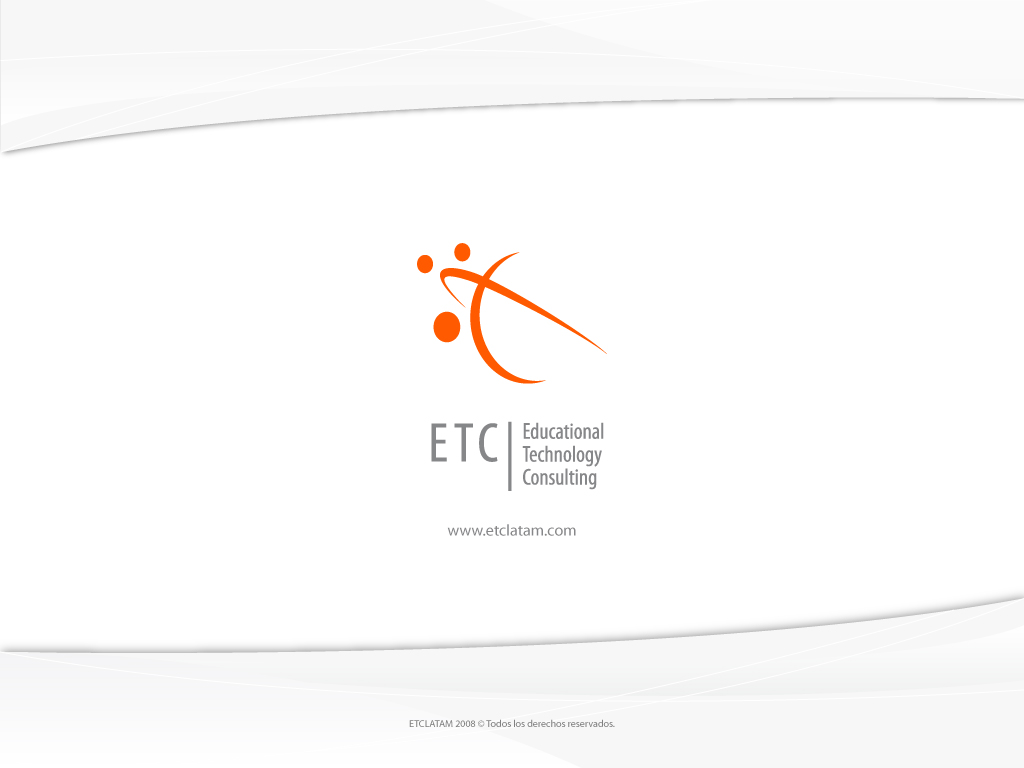 ETC
Educational
Technology
Consulting
www.etclatam.com
ETCLATAM 2008 © Todos los derechos reservados.